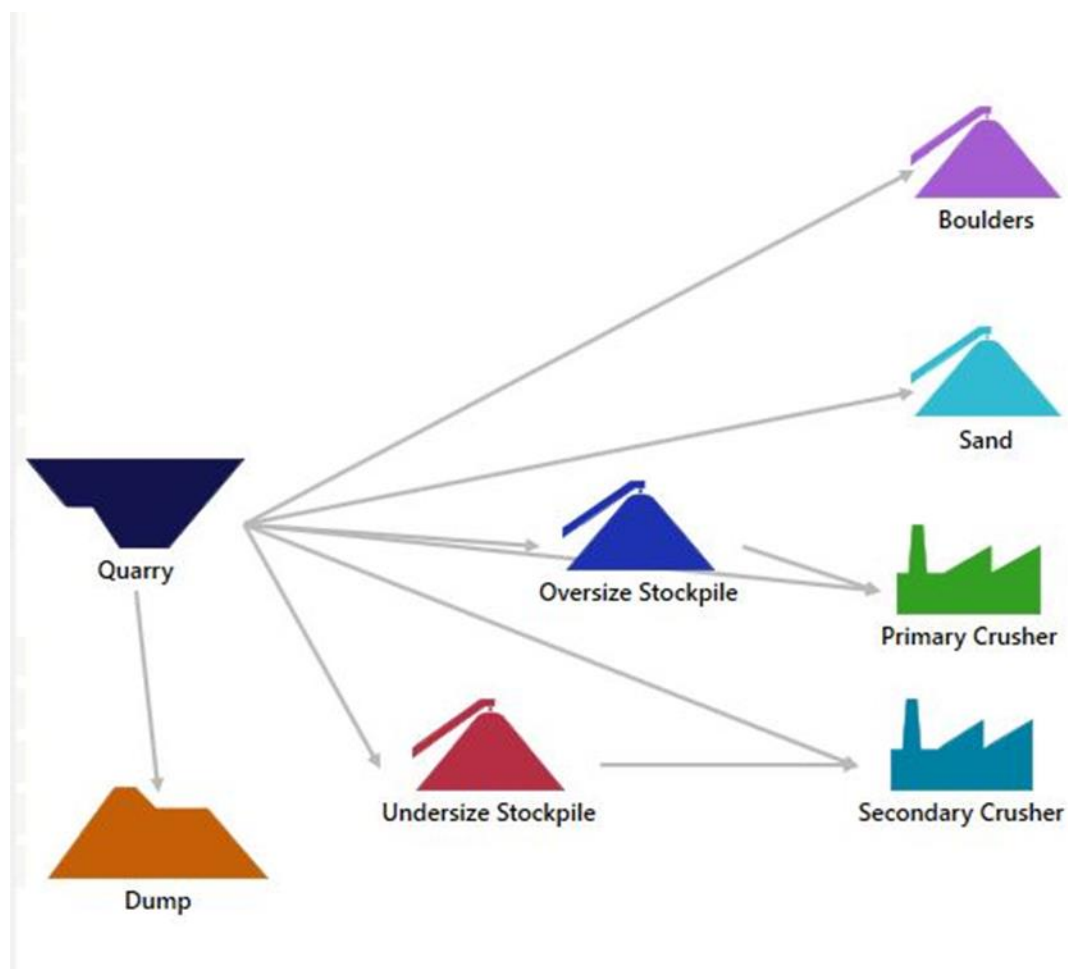 Boulders
Sand
Quarry
Oversize Stockpile
Primary Crusher
Undersize Stockpile
Secondary Crusher
Dump